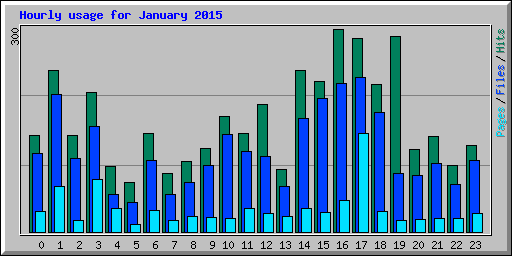 Hourly usage for January 2015
300
Pages/Files/Hits
0 1 2 3 4 5 6 7 8 9 10 11 12 13 14 15 16 17 18 19 20 21 22 23